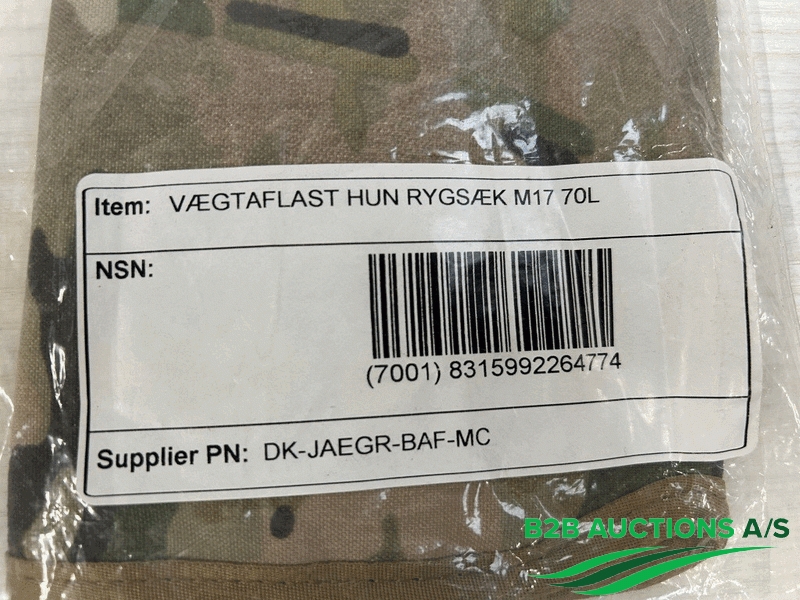 Item: VÆGTAFLAST HUN RYGSÆK M17 70L
NSN:
(7001) 8315992264774
Supplier PN: DK-JAEGR-BAF-MC
B2B AUCTIONS A/S